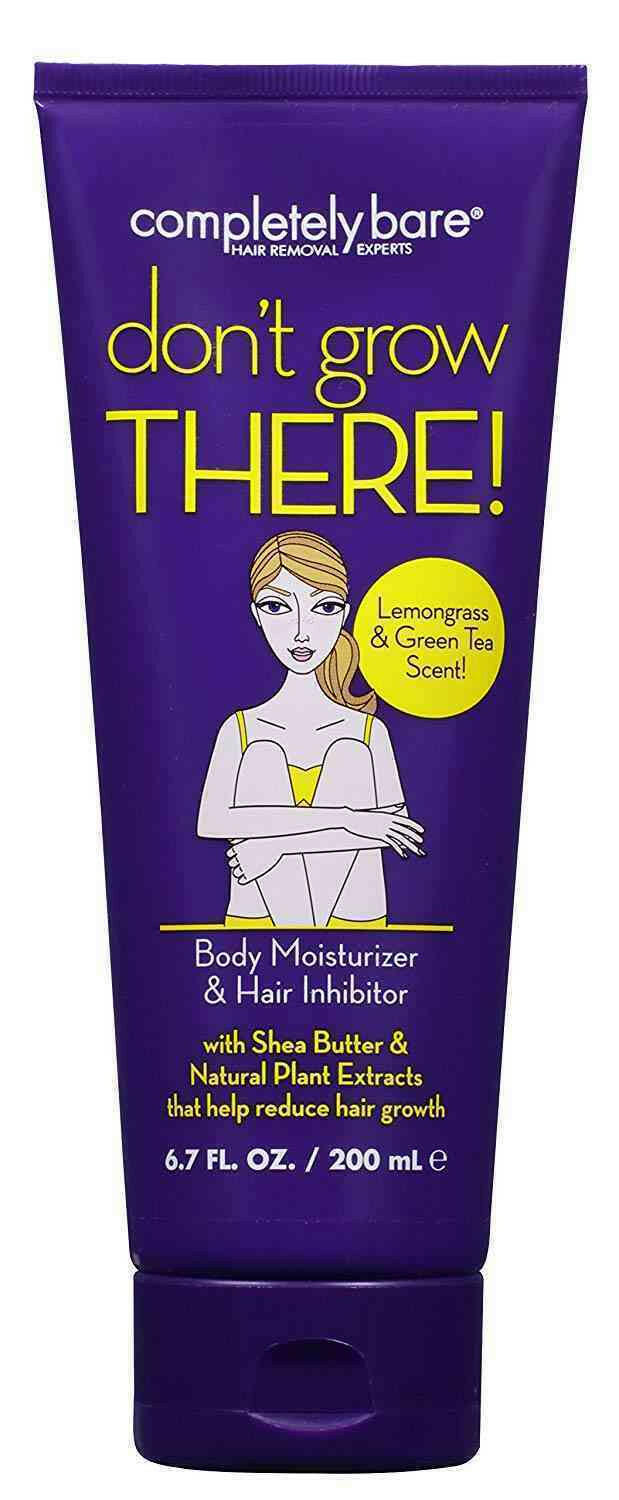 completely bare®
HAIR REMOVAL EXPERTS
don't grow
THERE!
Lemongrass
& Green Tea
Scent!
Body Moisturizer
& Hair Inhibitor
with Shea Butter &
Natural Plant Extracts
that help reduce hair growth
6.7 FL. OZ. / 200 mL e